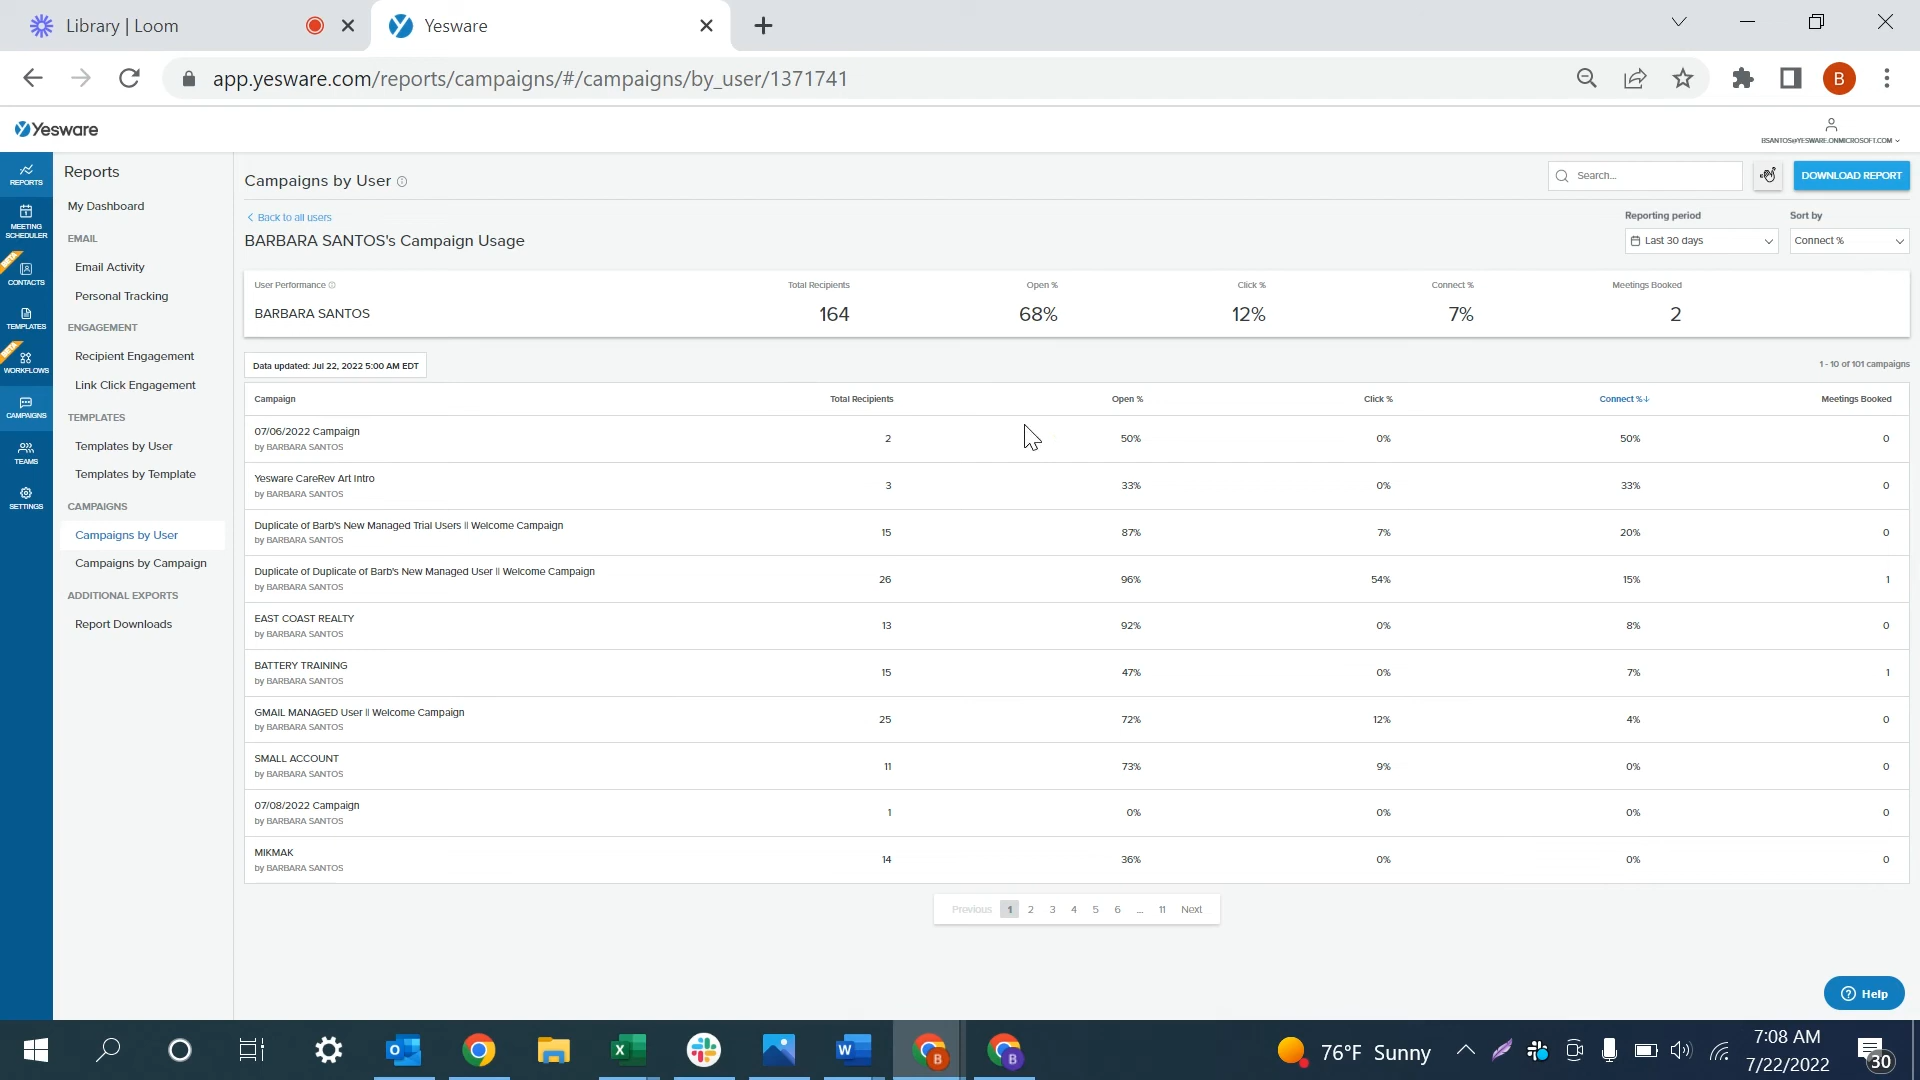 Library | Loom
Yesware
app.yesware.com/reports/campaigns/#/campaigns/by_user/1371741
B
Yesware
BSANTOS@YESWARE.ONMICROSOFT.COM
REPORTS
MEETING
SCHEDULER
BETA
CONTACTS
TEMPLATES
BETA
WORKFLOWS
CAMPAIGNS
TEAMS
SETTINGS
Reports
My Dashboard
EMAIL
Email Activity
Personal Tracking
ENGAGEMENT
Recipient Engagement
Link Click Engagement
TEMPLATES
Templates by User
Templates by Template
CAMPAIGNS
Campaigns by User
Campaigns by Campaign
ADDITIONAL EXPORTS
Report Downloads
Campaigns by User
Search...
DOWNLOAD REPORT
Back to all users
BARBARA SANTOS's Campaign Usage
Reporting period
Last 30 days
Sort by
Connect %
User Performance Total Recipients Open % Click % Connect % Meetings Booked
BARBARA SANTOS 164 68% 12% 7% 2
Data updated: Jul 22, 2022 5:00 AM EDT
1 - 10 of 101 campaigns
Campaign Total Recipients Open % Click % Connect %↓ Meetings Booked
07/06/2022 Campaign 2 50% 0% 50% 0
by BARBARA SANTOS
Yesware CareRev Art Intro 3 33% 0% 33% 0
by BARBARA SANTOS
Duplicate of Barb's New Managed Trial Users || Welcome Campaign 15 87% 7% 20% 0
by BARBARA SANTOS
Duplicate of Duplicate of Barb's New Managed User || Welcome Campaign 26 96% 54% 15% 1
by BARBARA SANTOS
EAST COAST REALTY 13 92% 0% 8% 0
by BARBARA SANTOS
BATTERY TRAINING 15 47% 0% 7% 1
by BARBARA SANTOS
GMAIL MANAGED User || Welcome Campaign 25 72% 12% 4% 0
by BARBARA SANTOS
SMALL ACCOUNT 11 73% 9% 0% 0
by BARBARA SANTOS
07/08/2022 Campaign 1 0% 0% 0% 0
by BARBARA SANTOS
MIKMAK 14 36% 0% 0% 0
by BARBARA SANTOS
Previous 1 2 3 4 5 6 ... 11 Next
Help
76°F Sunny
7:08 AM
7/22/2022
30